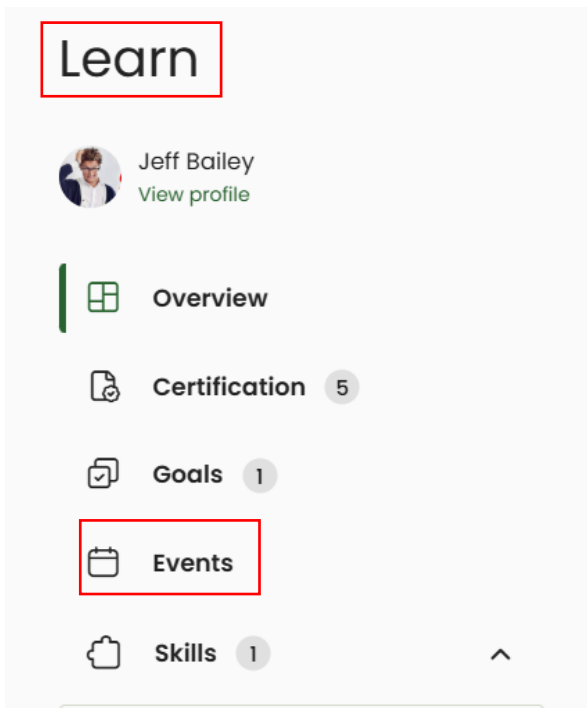 Learn
Jeff Bailey
View profile
Overview
Certification 5
Goals 1
Events
Skills 1